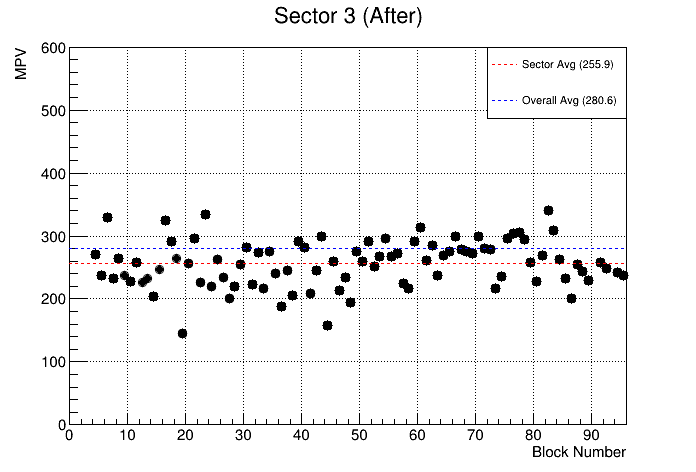 Sector 3 (After)
MPV
600
500
400
300
200
100
0
Sector Avg (255.9)
Overall Avg (280.6)
0 10 20 30 40 50 60 70 80 90
Block Number